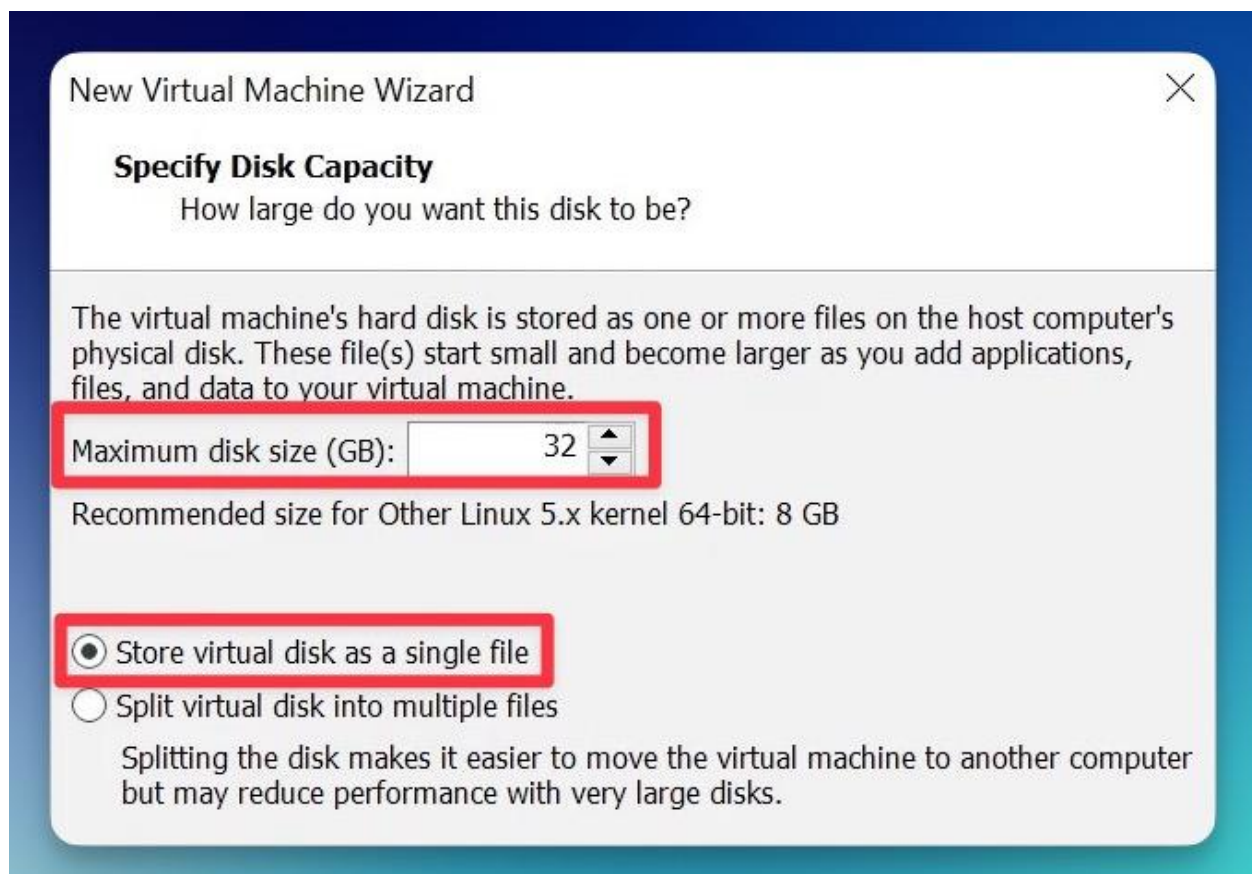 New Virtual Machine Wizard
Specify Disk Capacity
How large do you want this disk to be?
The virtual machine's hard disk is stored as one or more files on the host computer's
physical disk. These file(s) start small and become larger as you add applications,
files, and data to your virtual machine.
Maximum disk size (GB): 32
Recommended size for Other Linux 5.x kernel 64-bit: 8 GB
Store virtual disk as a single file
Split virtual disk into multiple files
Splitting the disk makes it easier to move the virtual machine to another computer
but may reduce performance with very large disks.